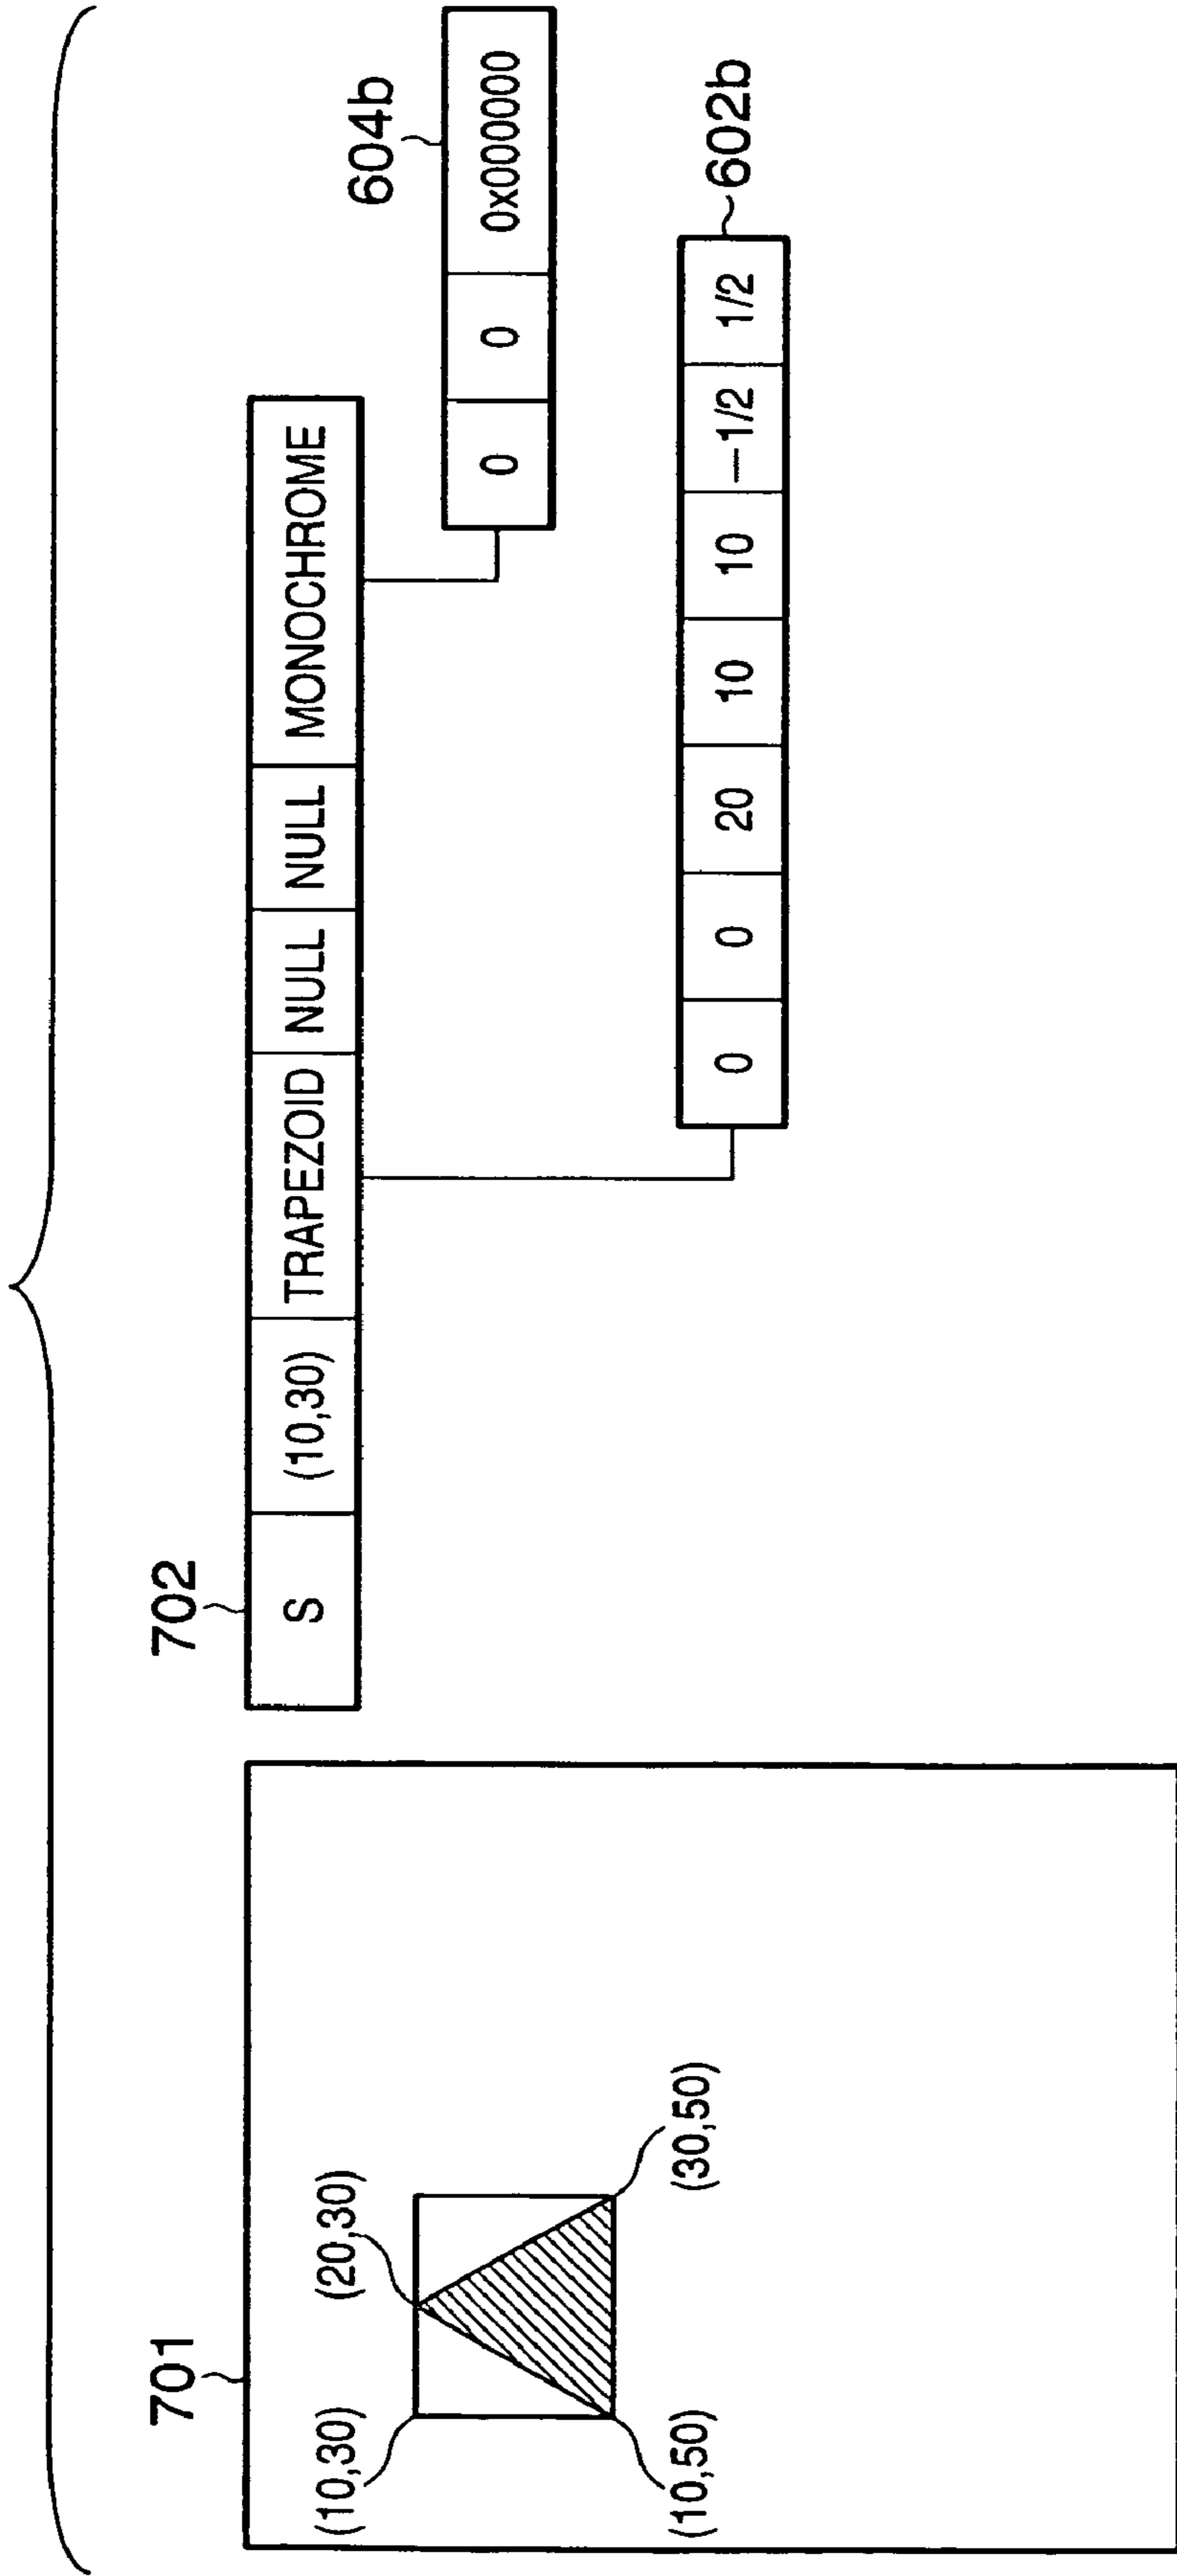 701
(10,30)
(20,30)
(10,50)
(30,50)
702
S (10,30) TRAPEZOID NULL NULL MONOCHROME
604b
0 0 0x000000
0 0 20 10 10 —1/2 1/2
602b